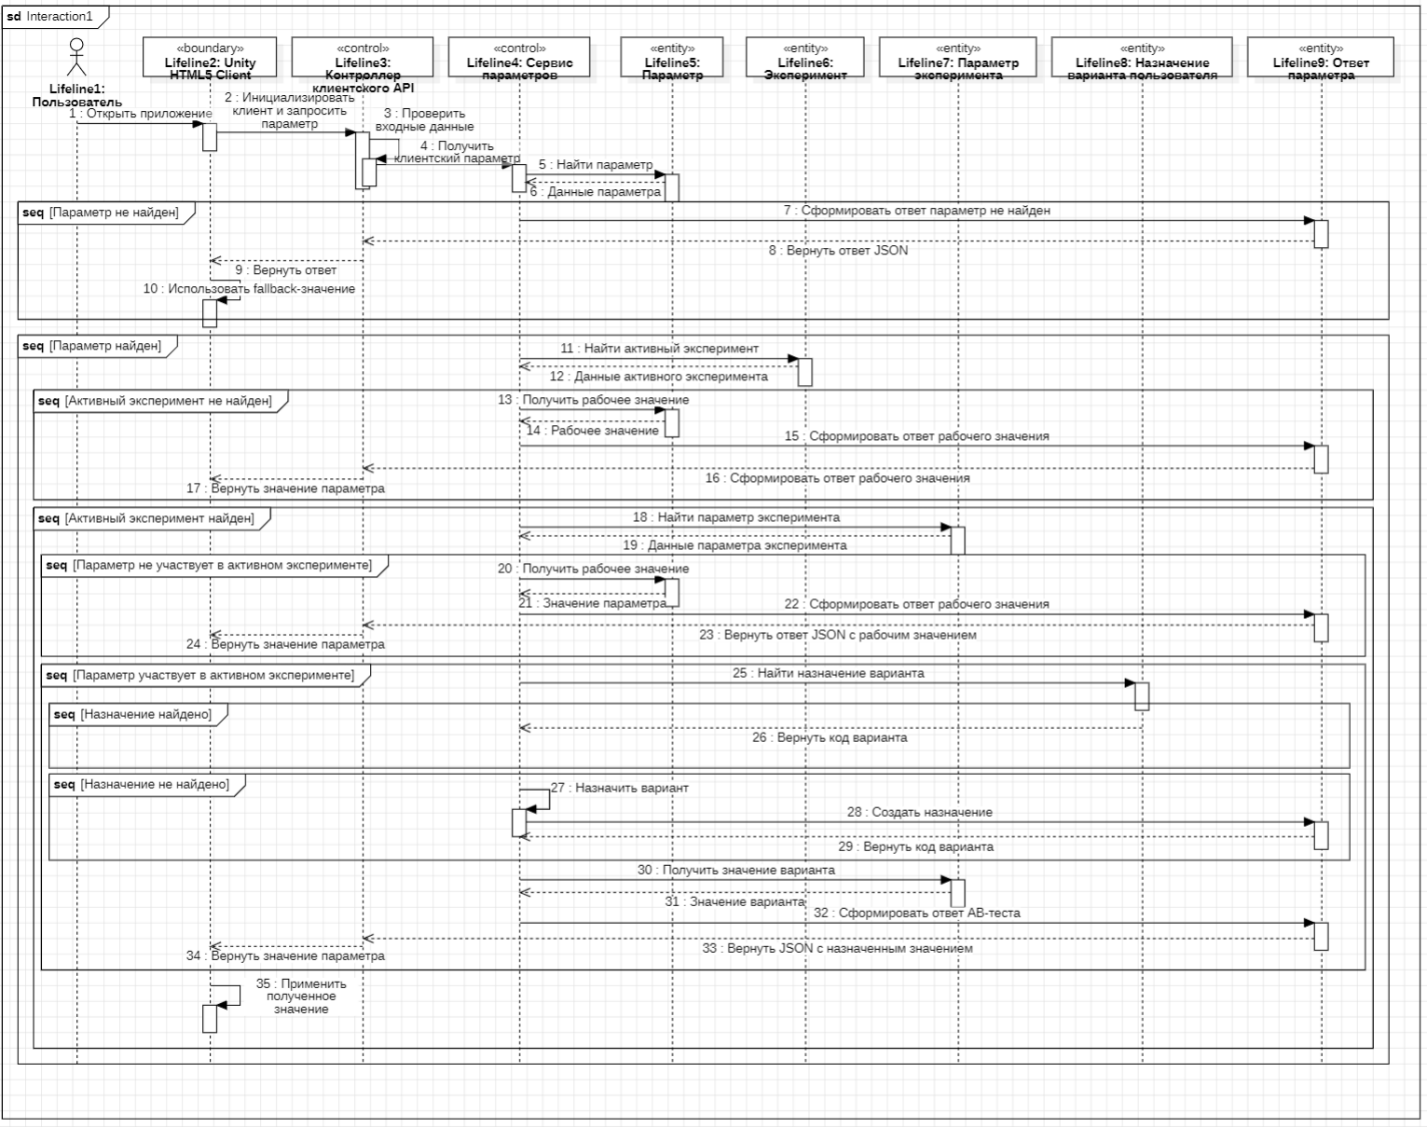 sd Interaction1
Lifeline1:
Пользователь
«boundary»
Lifeline2: Unity
HTML5 Client
«control»
Lifeline3:
Контроллер
клиентского API
«control»
Lifeline4: Сервис
параметров
«entity»
Lifeline5:
Параметр
«entity»
Lifeline6:
Эксперимент
«entity»
Lifeline7: Параметр
эксперимента
«entity»
Lifeline8: Назначение
варианта пользователя
«entity»
Lifeline9: Ответ
параметра
1 : Открыть приложение
2 : Инициализировать
клиент и запросить
параметр
3 : Проверить
входные данные
4 : Получить
клиентский параметр
5 : Найти параметр
6 : Данные параметра
seq [Параметр не найден]
7 : Сформировать ответ параметр не найден
8 : Вернуть ответ JSON
9 : Вернуть ответ
10 : Использовать fallback-значение
seq [Параметр найден]
11 : Найти активный эксперимент
12 : Данные активного эксперимента
seq [Активный эксперимент не найден]
13 : Получить рабочее значение
14 : Рабочее значение
15 : Сформировать ответ рабочего значения
16 : Сформировать ответ рабочего значения
17 : Вернуть значение параметра
seq [Активный эксперимент найден]
18 : Найти параметр эксперимента
19 : Данные параметра эксперимента
seq [Параметр не участвует в активном эксперименте]
20 : Получить рабочее значение
21 : Значение параметра
22 : Сформировать ответ рабочего значения
23 : Вернуть ответ JSON с рабочим значением
24 : Вернуть значение параметра
seq [Параметр участвует в активном эксперименте]
25 : Найти назначение варианта
seq [Назначение найдено]
26 : Вернуть код варианта
seq [Назначение не найдено]
27 : Назначить вариант
28 : Создать назначение
29 : Вернуть код варианта
30 : Получить значение варианта
31 : Значение варианта
32 : Сформировать ответ AB-теста
33 : Вернуть JSON с назначенным значением
34 : Вернуть значение параметра
35 : Применить
полученное
значение